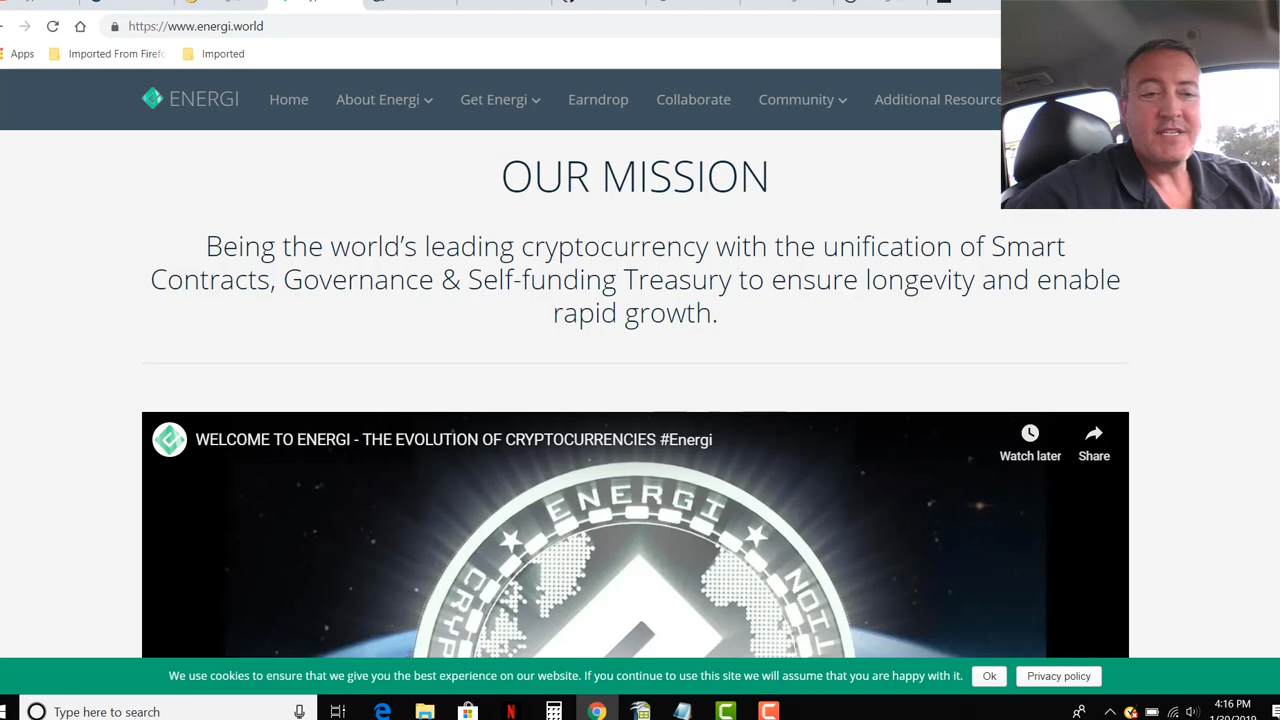 https://www.energi.world
Apps Imported From Firefo Imported
ENERGI Home About Energi Get Energi Earndrop Collaborate Community Additional Resource
OUR MISSION
Being the world’s leading cryptocurrency with the unification of Smart
Contracts, Governance & Self-funding Treasury to ensure longevity and enable
rapid growth.
WELCOME TO ENERGI - THE EVOLUTION OF CRYPTOCURRENCIES #Energi
Watch later Share
ENERGI
We use cookies to ensure that we give you the best experience on our website. If you continue to use this site we will assume that you are happy with it. Ok Privacy policy
Type here to search
4:16 PM